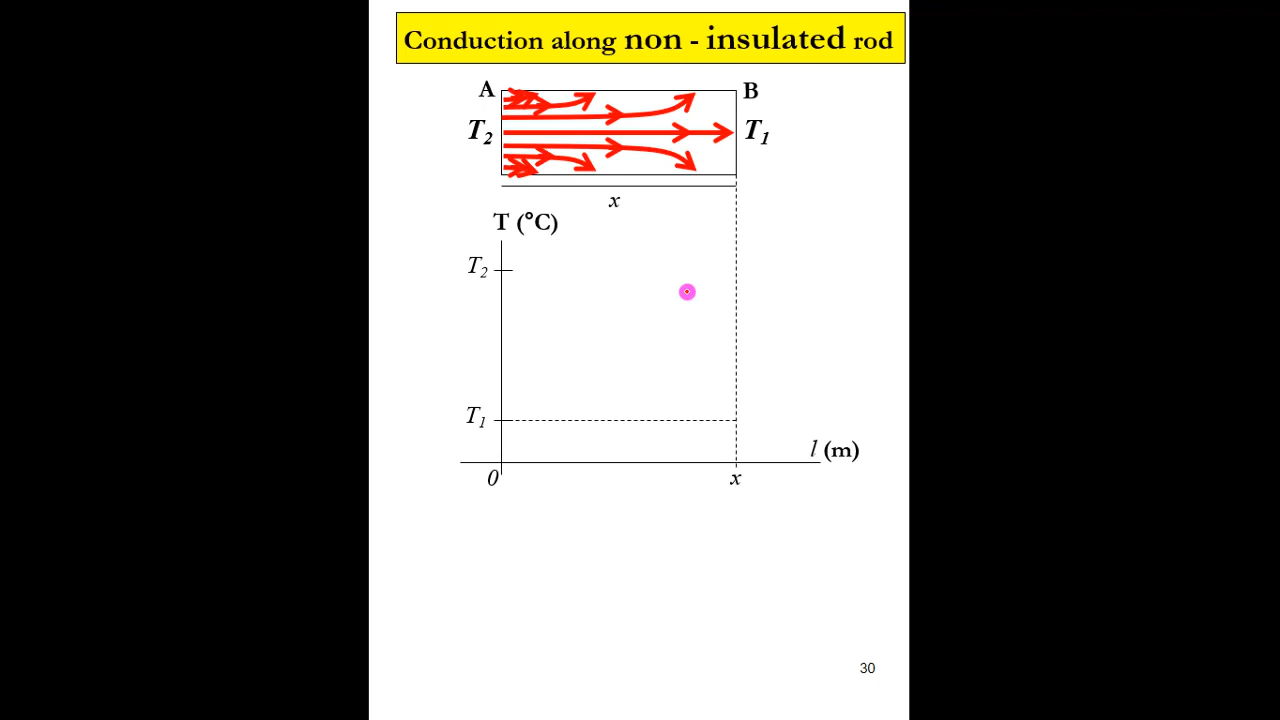 Conduction along non - insulated rod
A B
T2 T1
x
T (°C)
T2
T1
l (m)
0 x
30